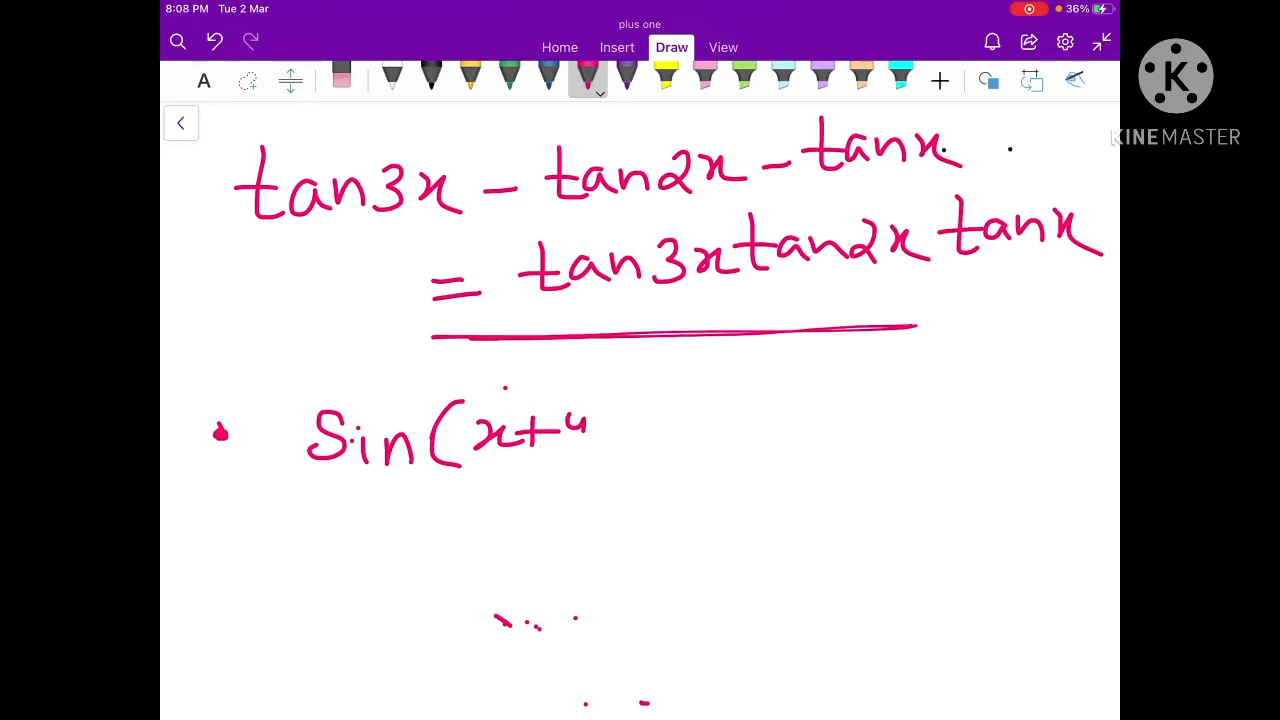 8:08 PM Tue 2 Mar
36%
plus one
Home Insert Draw View
A
K
KINEMASTER
tan3x - tan2x - tanx
= tan3x tan2x tanx
Sin(x+